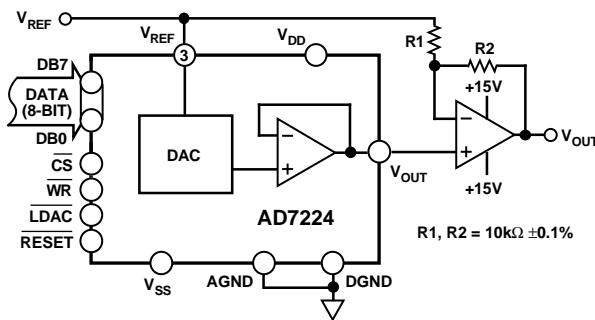 VREF
VREF
3
VDD
R1
R2
DB7
DATA
(8-BIT)
DB0
CS
WR
LDAC
RESET
DAC
–
+
AD7224
VOUT
+15V
–
+
+15V
VOUT
R1, R2 = 10kΩ ±0.1%
VSS
AGND
DGND